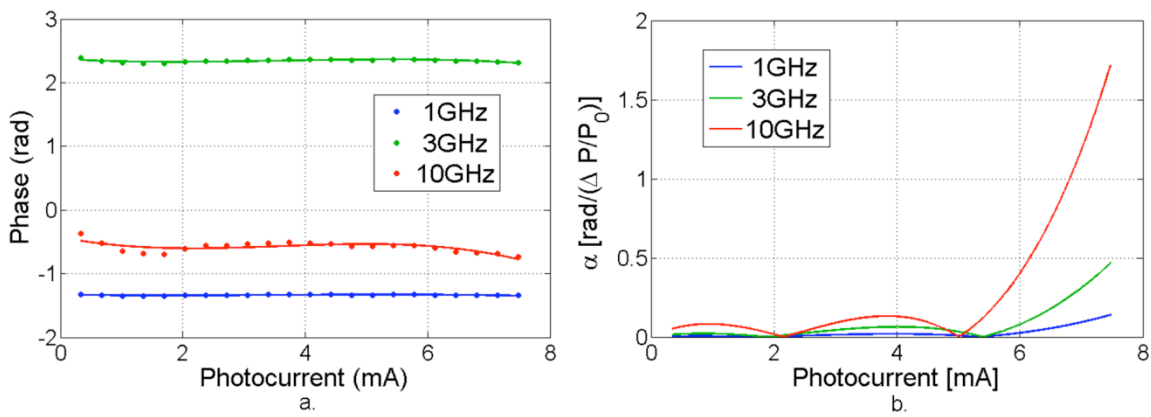 3
2
1
0
-1
-2
Phase (rad)
1GHz
3GHz
10GHz
0
2
4
6
8
Photocurrent (mA)
a.
2
1.5
1
0.5
0
α [rad/(Δ P/P0)]
1GHz
3GHz
10GHz
0
2
4
6
8
Photocurrent [mA]
b.